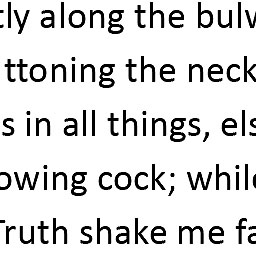 tly along the bulw
ttoning the neck
s in all things, els
owing cock; while
Truth shake me fa